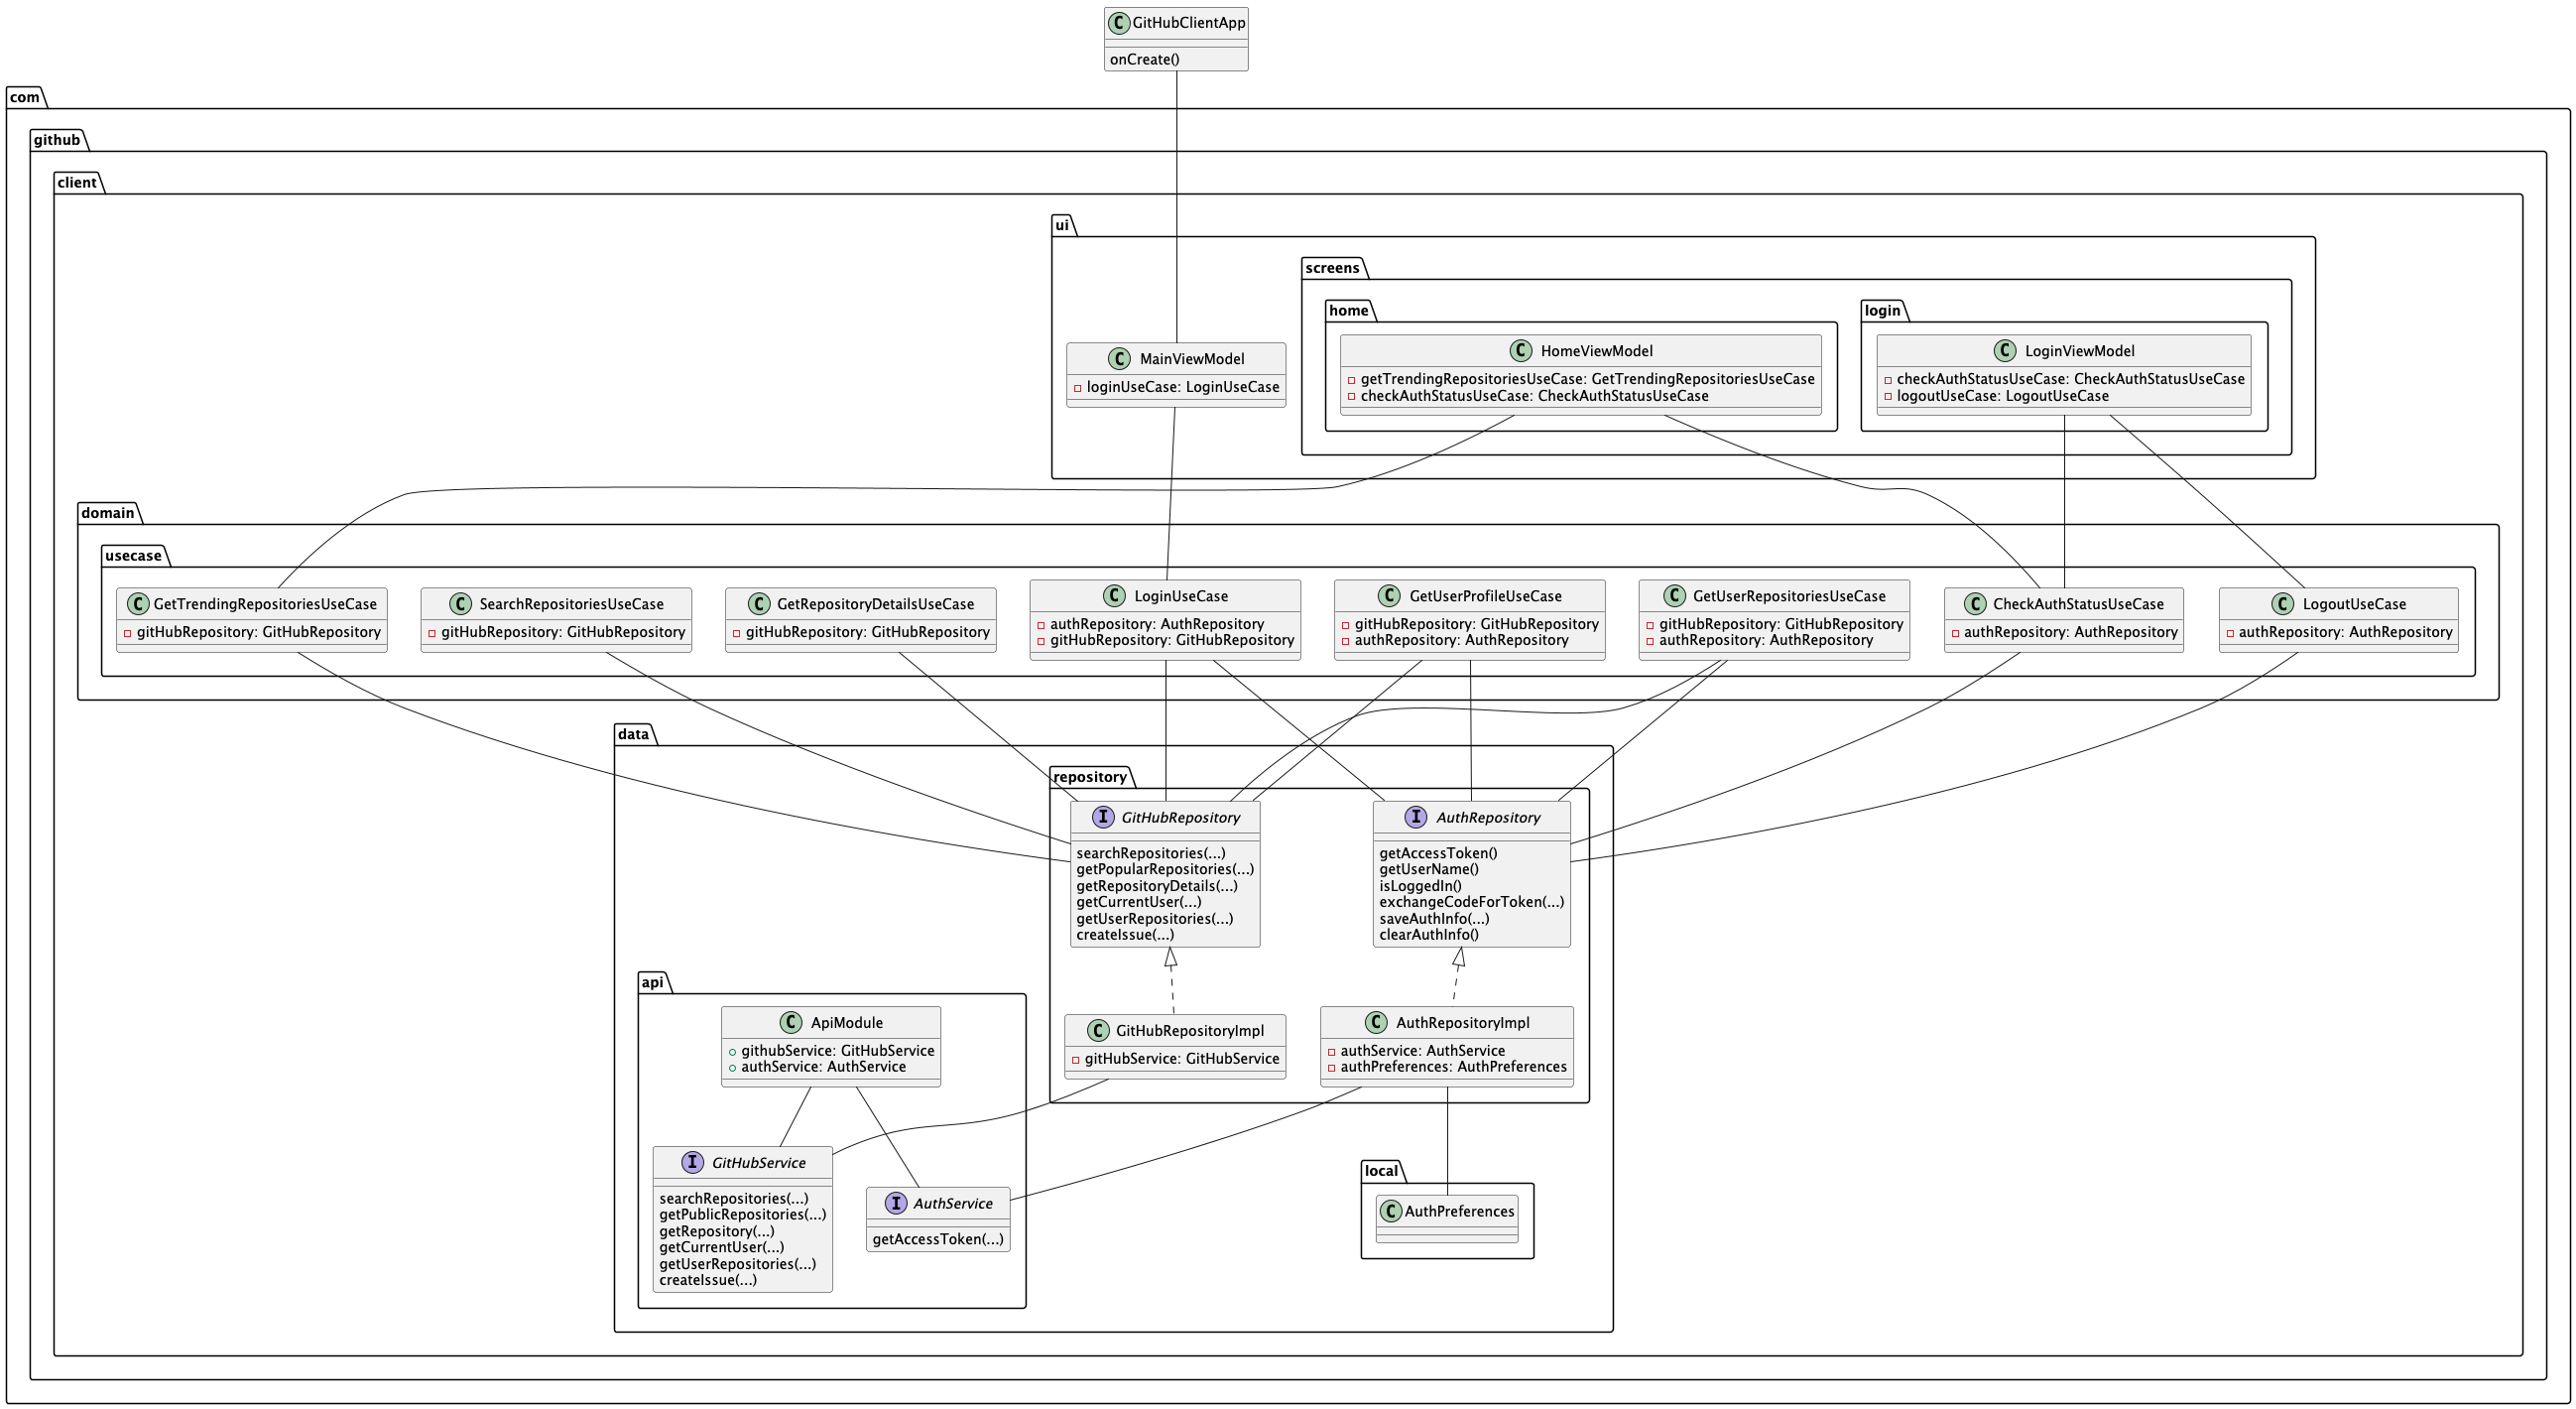 C GitHubClientApp
onCreate()
com
github
client
ui
screens
home
login
C MainViewModel
loginUseCase: LoginUseCase
C HomeViewModel
getTrendingRepositoriesUseCase: GetTrendingRepositoriesUseCase
checkAuthStatusUseCase: CheckAuthStatusUseCase
C LoginViewModel
checkAuthStatusUseCase: CheckAuthStatusUseCase
logoutUseCase: LogoutUseCase
domain
usecase
C GetTrendingRepositoriesUseCase
gitHubRepository: GitHubRepository
C SearchRepositoriesUseCase
gitHubRepository: GitHubRepository
C GetRepositoryDetailsUseCase
gitHubRepository: GitHubRepository
C LoginUseCase
authRepository: AuthRepository
gitHubRepository: GitHubRepository
C GetUserProfileUseCase
gitHubRepository: GitHubRepository
authRepository: AuthRepository
C GetUserRepositoriesUseCase
gitHubRepository: GitHubRepository
authRepository: AuthRepository
C CheckAuthStatusUseCase
authRepository: AuthRepository
C LogoutUseCase
authRepository: AuthRepository
data
repository
I GitHubRepository
searchRepositories(...)
getPopularRepositories(...)
getRepositoryDetails(...)
getCurrentUser(...)
getUserRepositories(...)
createIssue(...)
I AuthRepository
getAccessToken()
getUserName()
isLoggedIn()
exchangeCodeForToken(...)
saveAuthInfo(...)
clearAuthInfo()
api
C ApiModule
githubService: GitHubService
authService: AuthService
C GitHubRepositoryImpl
gitHubService: GitHubService
C AuthRepositoryImpl
authService: AuthService
authPreferences: AuthPreferences
I GitHubService
searchRepositories(...)
getPublicRepositories(...)
getRepository(...)
getCurrentUser(...)
getUserRepositories(...)
createIssue(...)
I AuthService
getAccessToken(...)
local
C AuthPreferences